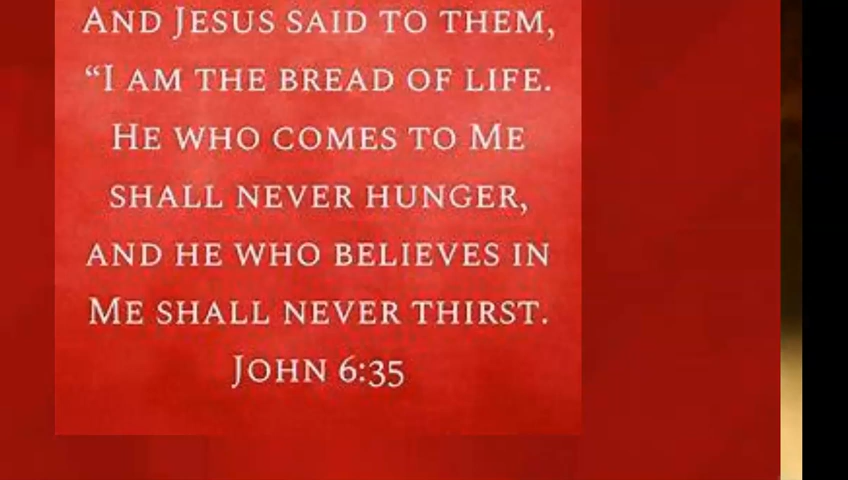 And Jesus said to them,
“I am the bread of life.
He who comes to Me
shall never hunger,
and he who believes in
Me shall never thirst.
John 6:35